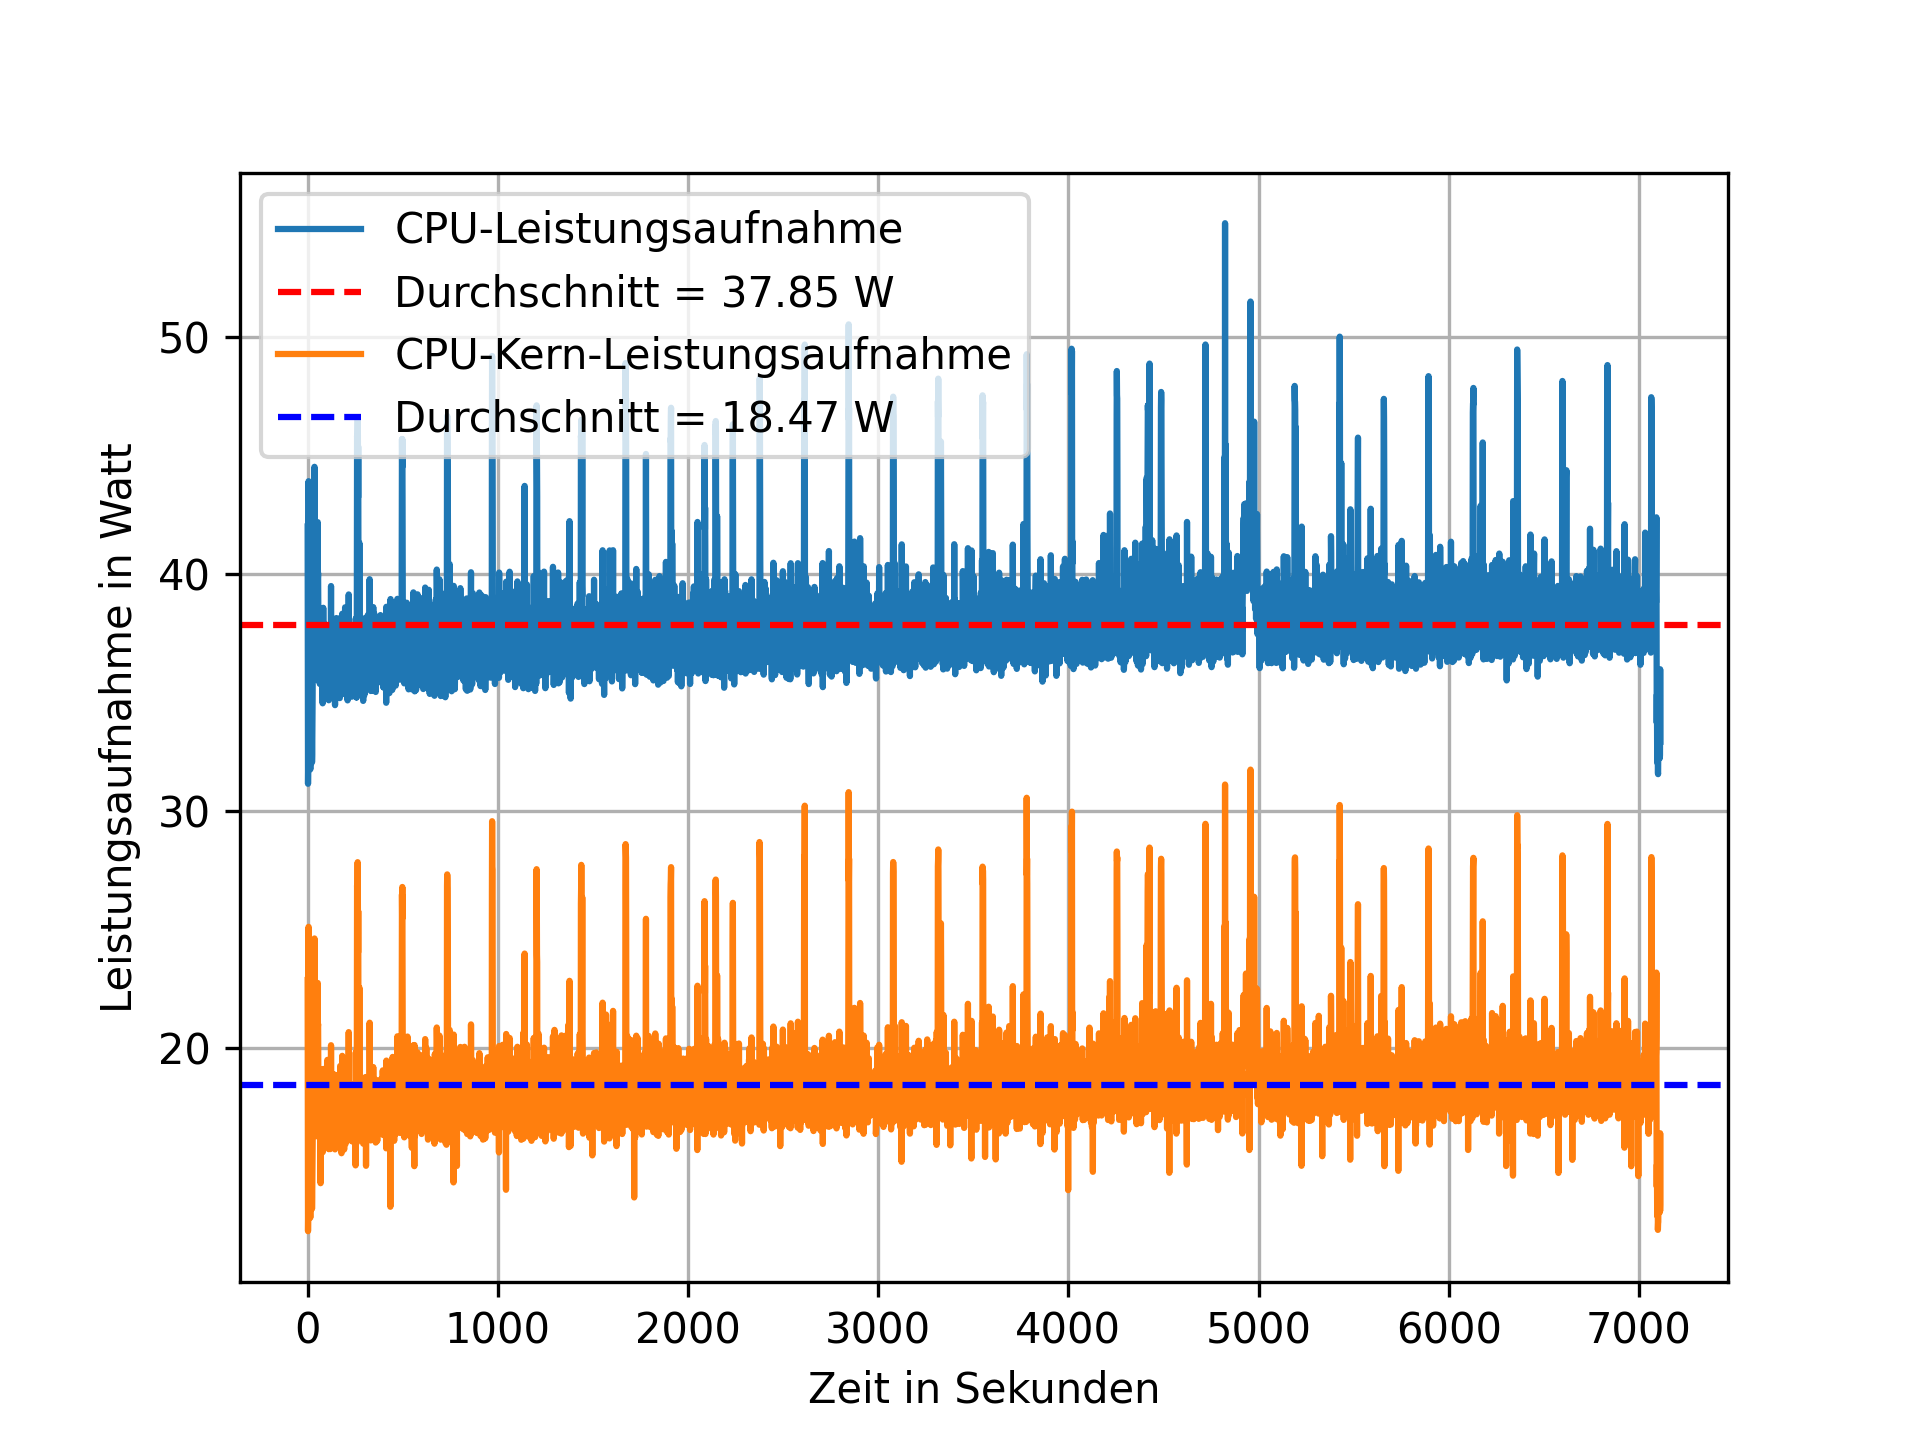 CPU-Leistungsaufnahme
Durchschnitt = 37.85 W
CPU-Kern-Leistungsaufnahme
Durchschnitt = 18.47 W
50
40
30
20
Leistungsaufnahme in Watt
0 1000 2000 3000 4000 5000 6000 7000
Zeit in Sekunden